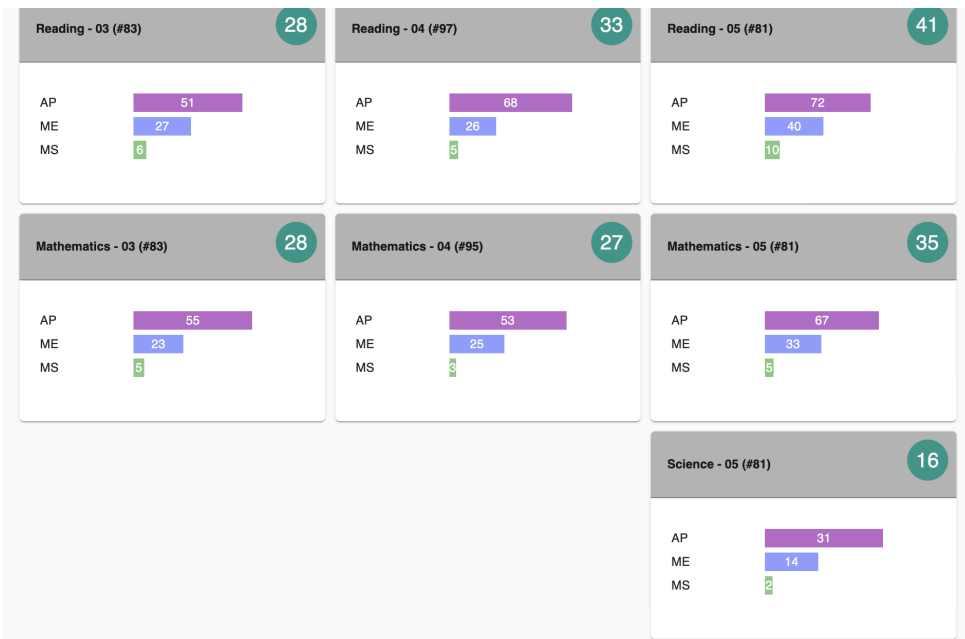 Reading - 03 (#83) 28
AP 51
ME 27
MS 6
Reading - 04 (#97) 33
AP 68
ME 26
MS 5
Reading - 05 (#81) 41
AP 72
ME 40
MS 10
Mathematics - 03 (#83) 28
AP 55
ME 23
MS 5
Mathematics - 04 (#95) 27
AP 53
ME 25
MS 3
Mathematics - 05 (#81) 35
AP 67
ME 33
MS 5
Science - 05 (#81) 16
AP 31
ME 14
MS 2